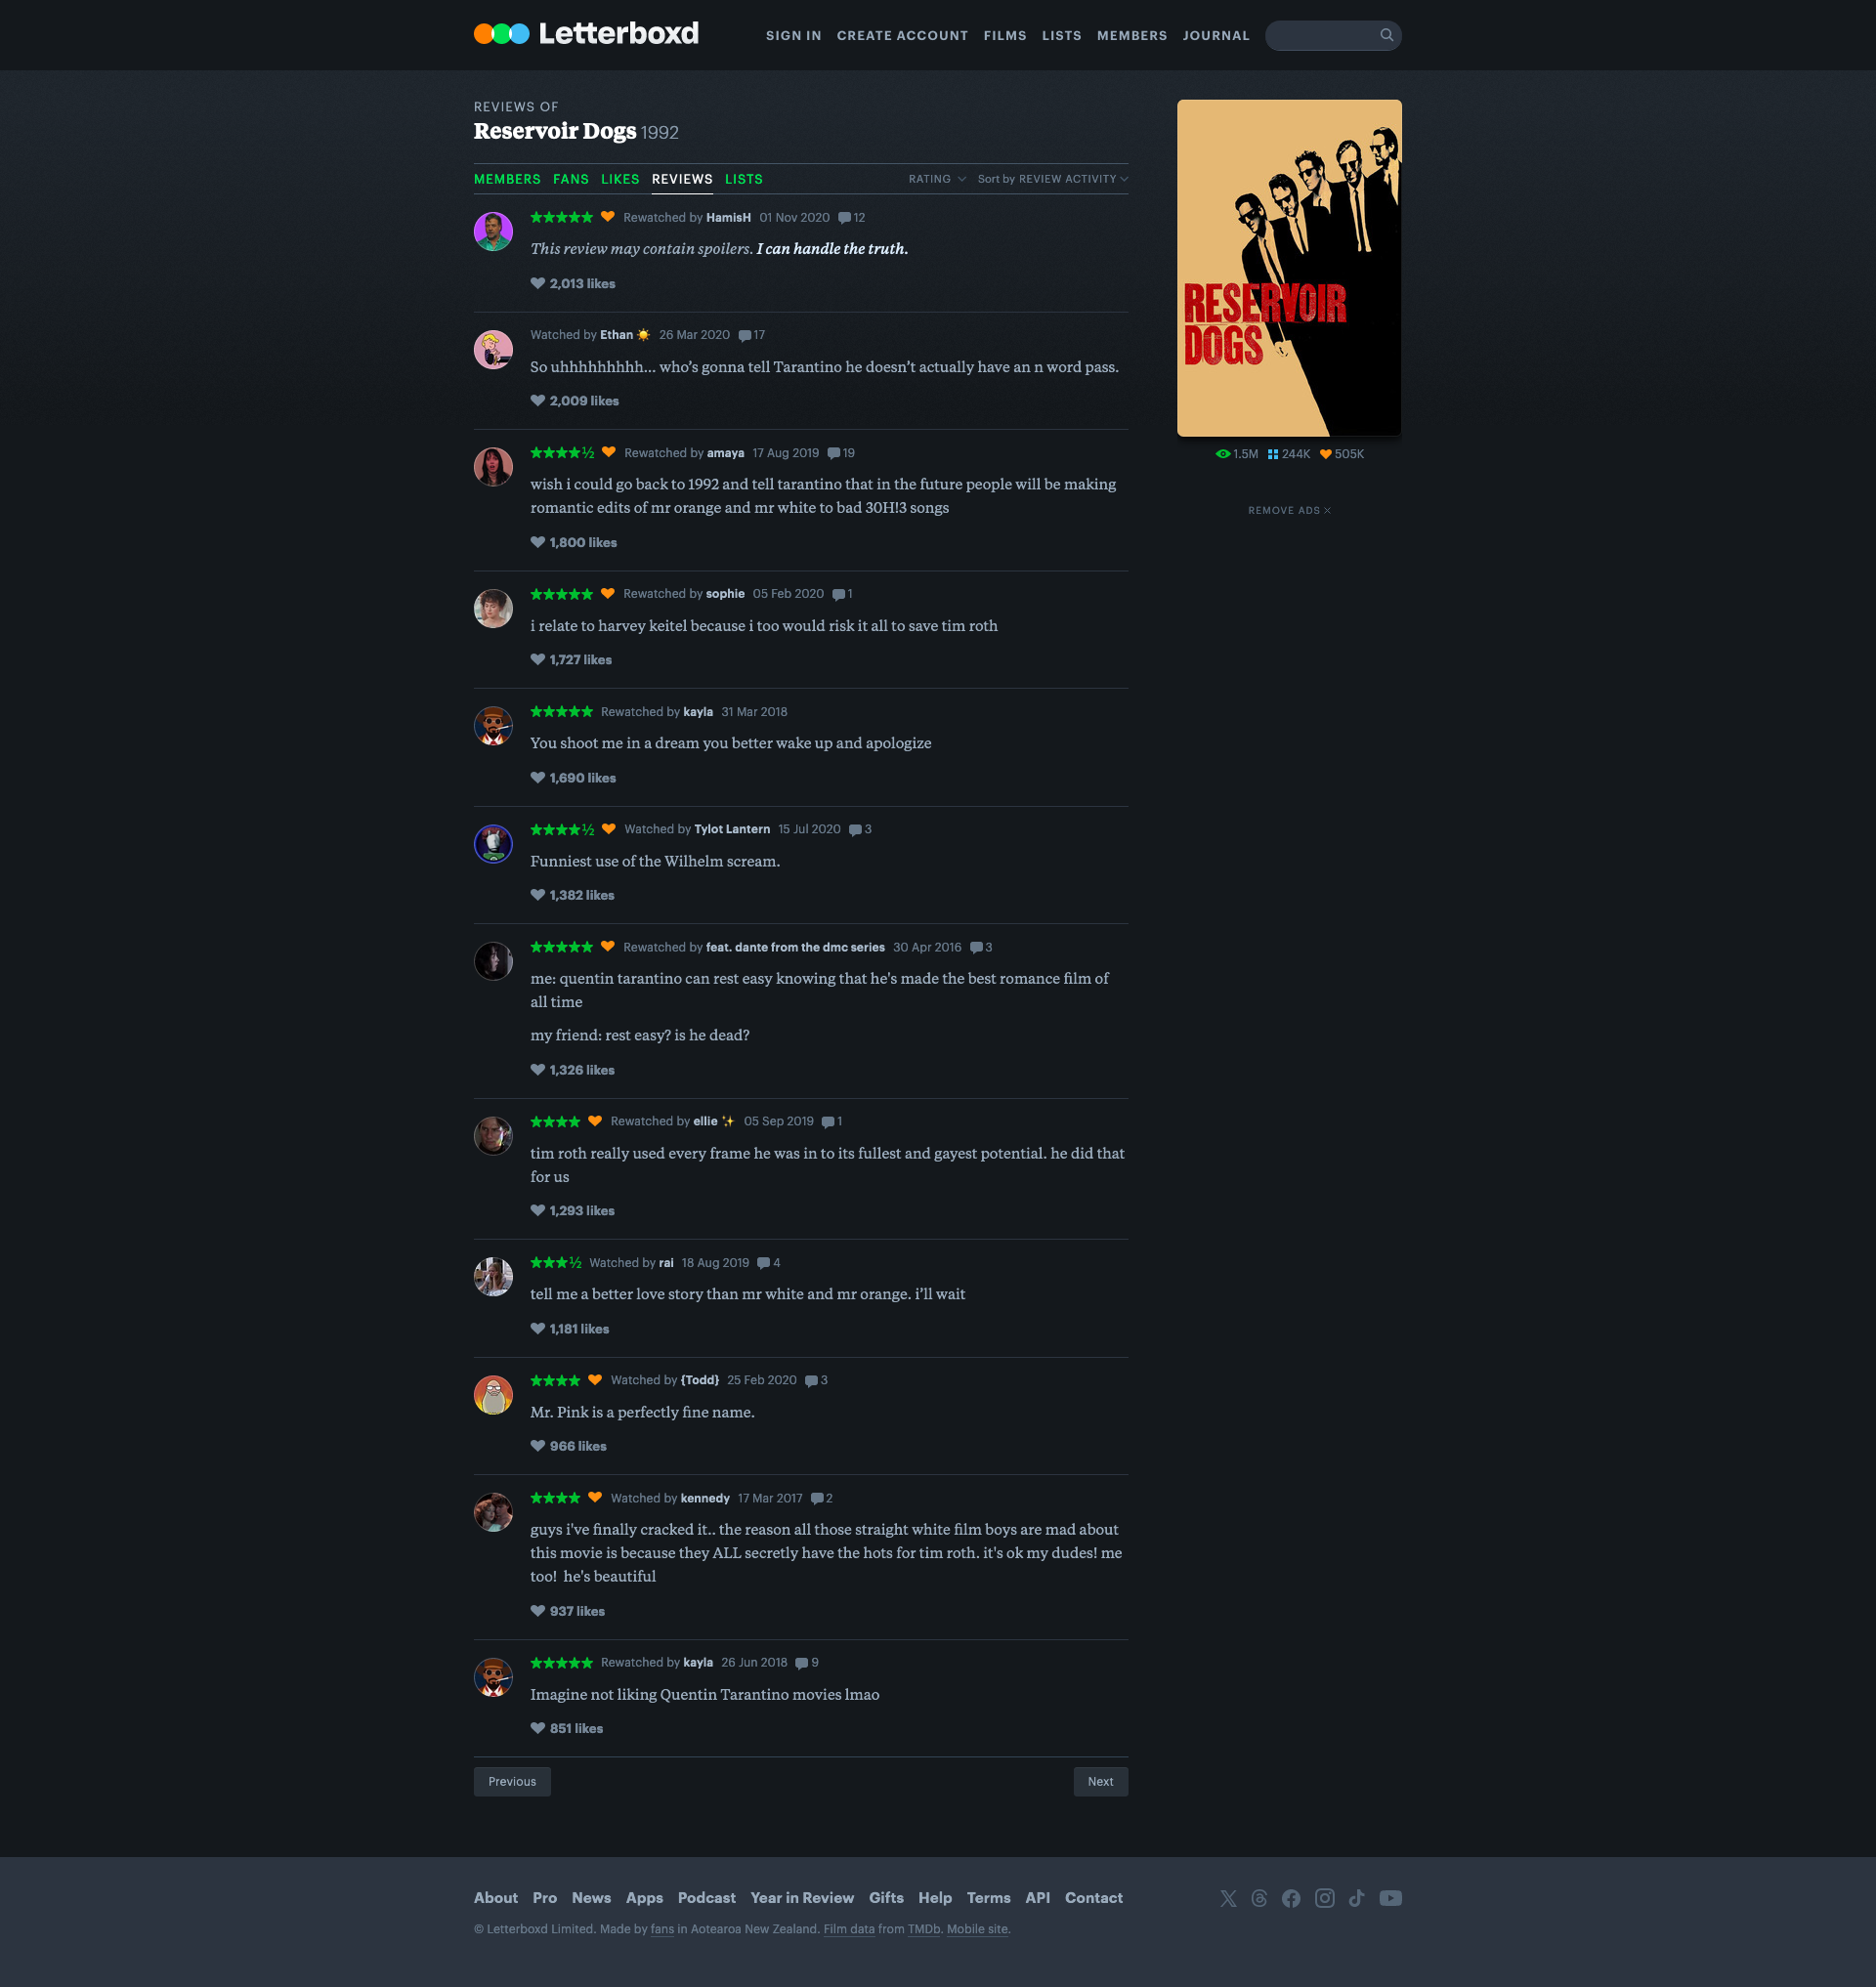 Letterboxd
SIGN IN CREATE ACCOUNT FILMS LISTS MEMBERS JOURNAL
REVIEWS OF
Reservoir Dogs 1992
MEMBERS FANS LIKES REVIEWS LISTS
RATING Sort by REVIEW ACTIVITY
★★★★★ Rewatched by HamisH 01 Nov 2020 12
This review may contain spoilers. I can handle the truth.
2,013 likes
Watched by Ethan ☀️ 26 Mar 2020 17
So uhhhhhhhhh... who’s gonna tell Tarantino he doesn’t actually have an n word pass.
2,009 likes
★★★★½ Rewatched by amaya 17 Aug 2019 19
wish i could go back to 1992 and tell tarantino that in the future people will be making
romantic edits of mr orange and mr white to bad 30H!3 songs
1,800 likes
★★★★★ Rewatched by sophie 05 Feb 2020 1
i relate to harvey keitel because i too would risk it all to save tim roth
1,727 likes
★★★★★ Rewatched by kayla 31 Mar 2018
You shoot me in a dream you better wake up and apologize
1,690 likes
★★★★½ Watched by Tylot Lantern 15 Jul 2020 3
Funniest use of the Wilhelm scream.
1,382 likes
★★★★★ Rewatched by feat. dante from the dmc series 30 Apr 2016 3
me: quentin tarantino can rest easy knowing that he's made the best romance film of
all time
my friend: rest easy? is he dead?
1,326 likes
★★★★ Rewatched by ellie ✨ 05 Sep 2019 1
tim roth really used every frame he was in to its fullest and gayest potential. he did that
for us
1,293 likes
★★★½ Watched by rai 18 Aug 2019 4
tell me a better love story than mr white and mr orange. i’ll wait
1,181 likes
★★★★ Watched by {Todd} 25 Feb 2020 3
Mr. Pink is a perfectly fine name.
966 likes
★★★★ Watched by kennedy 17 Mar 2017 2
guys i've finally cracked it.. the reason all those straight white film boys are mad about
this movie is because they ALL secretly have the hots for tim roth. it's ok my dudes! me
too! he's beautiful
937 likes
★★★★★ Rewatched by kayla 26 Jun 2018 9
Imagine not liking Quentin Tarantino movies lmao
851 likes
Previous Next
RESERVOIR
DOGS
1.5M 244K 505K
REMOVE ADS
About Pro News Apps Podcast Year in Review Gifts Help Terms API Contact
© Letterboxd Limited. Made by fans in Aotearoa New Zealand. Film data from TMDb. Mobile site.